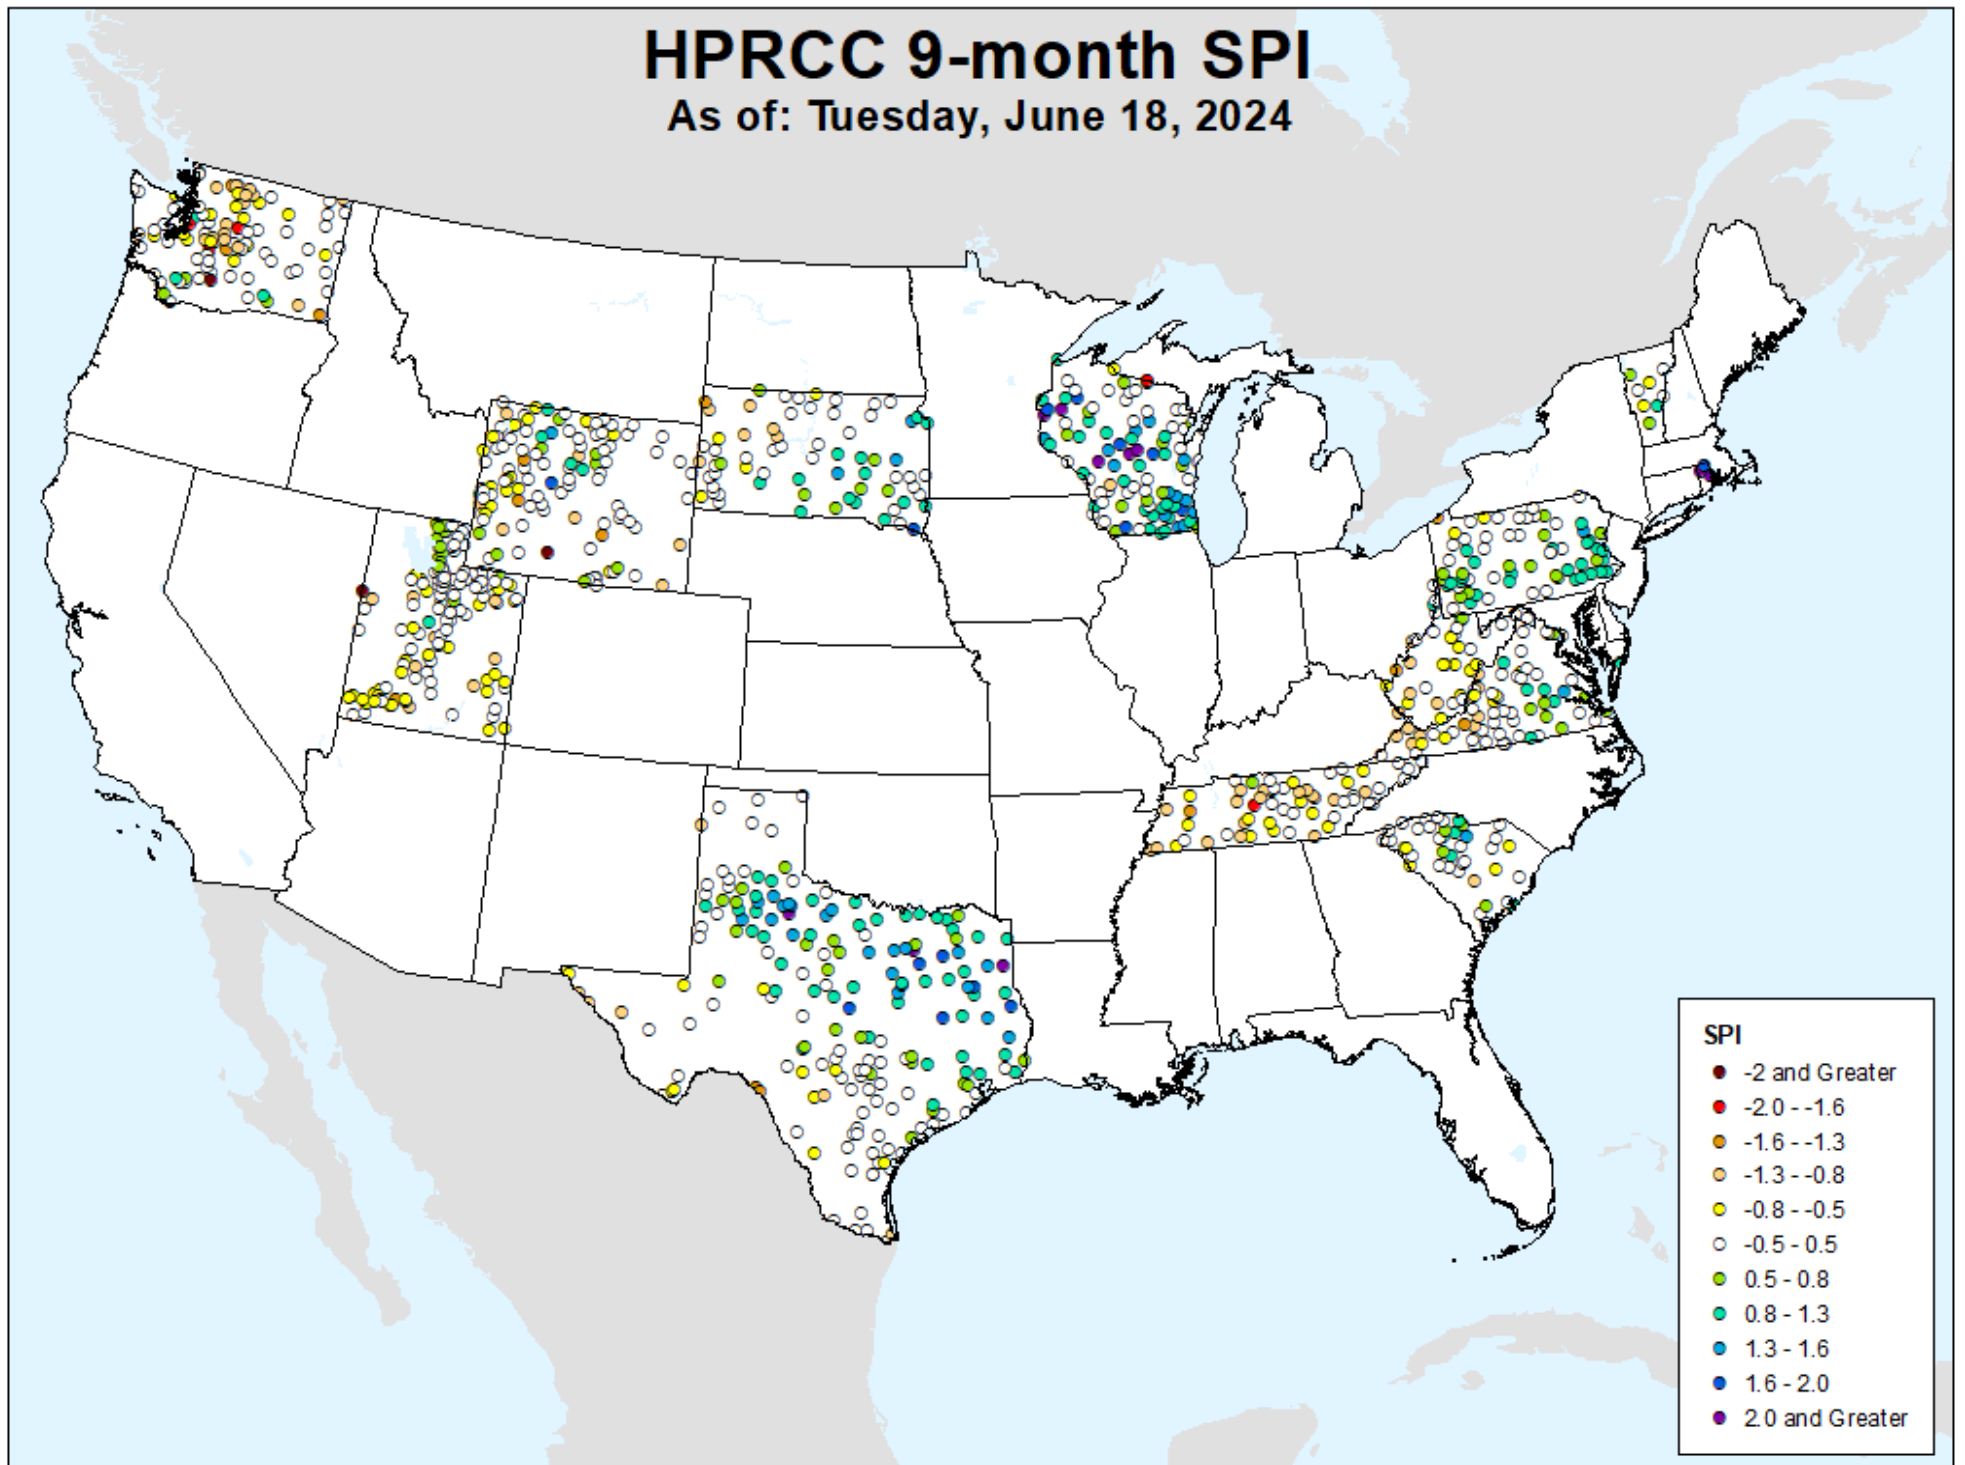 HPRCC 9-month SPI
As of: Tuesday, June 18, 2024
SPI
-2 and Greater
-2.0 - -1.6
-1.6 - -1.3
-1.3 - -0.8
-0.8 - -0.5
-0.5 - 0.5
0.5 - 0.8
0.8 - 1.3
1.3 - 1.6
1.6 - 2.0
2.0 and Greater